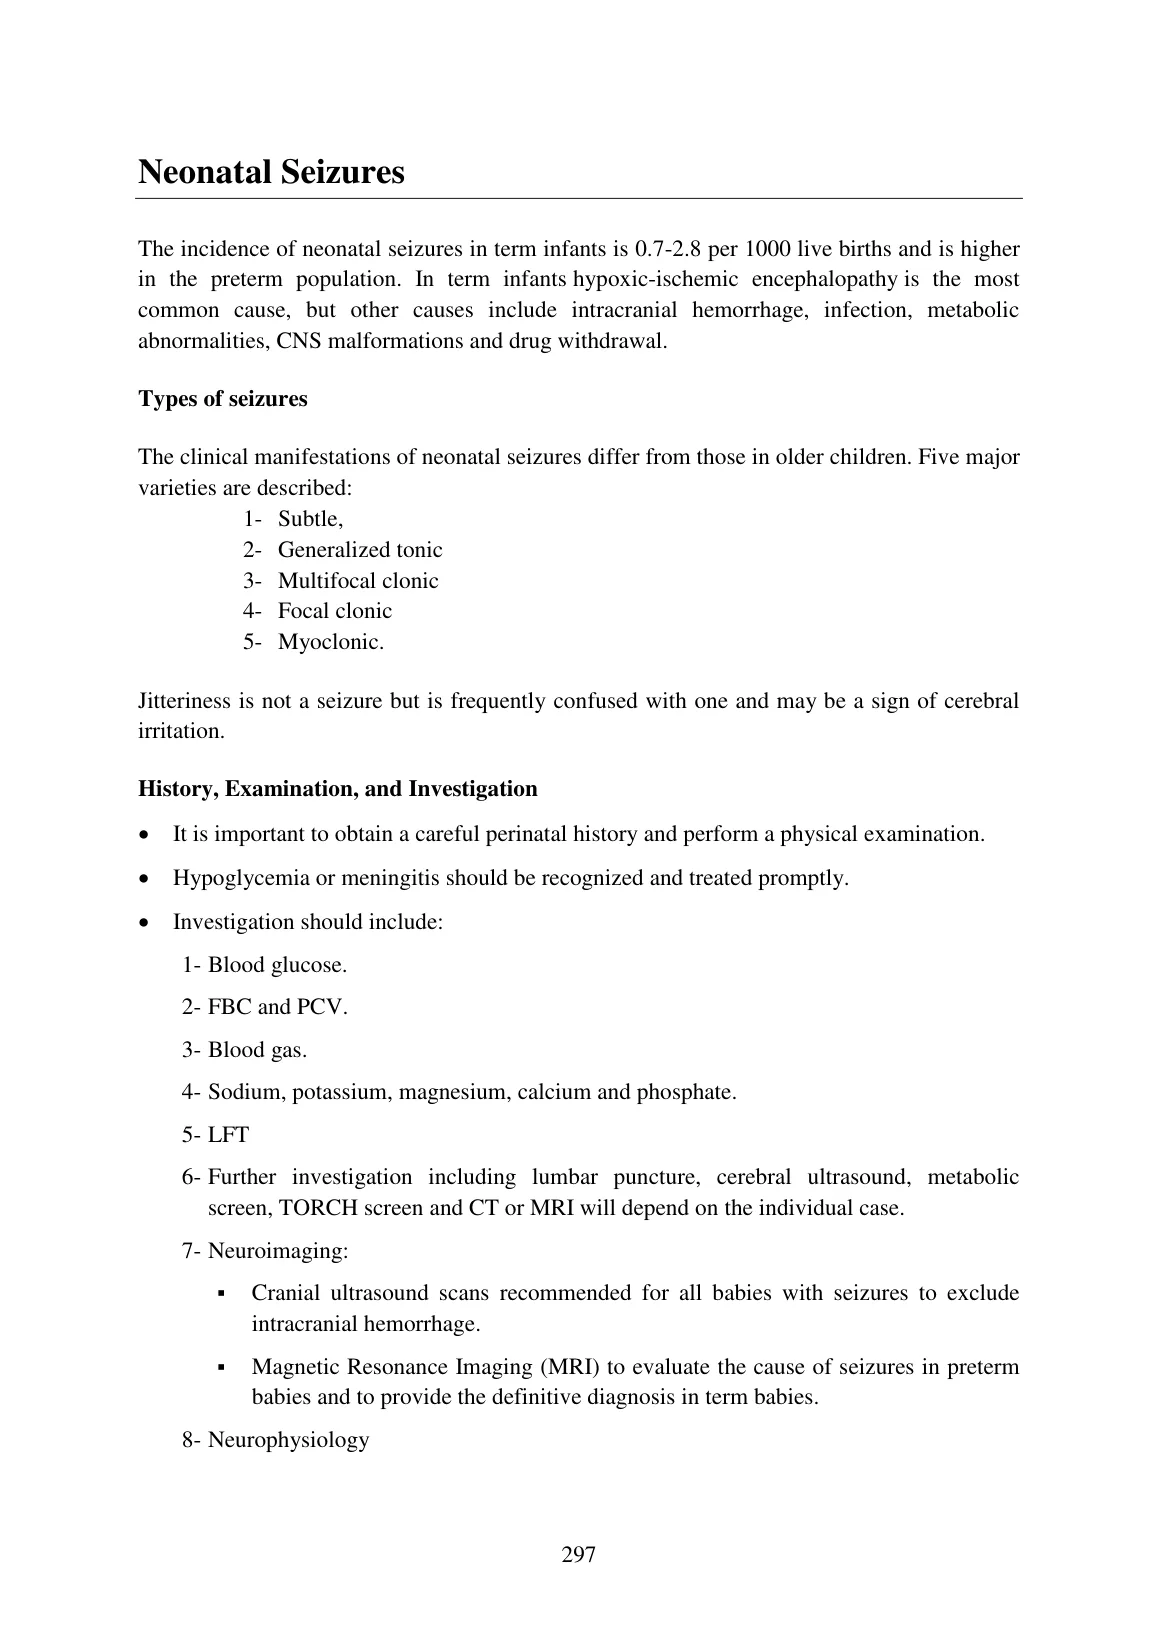 Neonatal Seizures
The incidence of neonatal seizures in term infants is 0.7-2.8 per 1000 live births and is higher
in the preterm population. In term infants hypoxic-ischemic encephalopathy is the most
common cause, but other causes include intracranial hemorrhage, infection, metabolic
abnormalities, CNS malformations and drug withdrawal.
Types of seizures
The clinical manifestations of neonatal seizures differ from those in older children. Five major
varieties are described:
1- Subtle,
2- Generalized tonic
3- Multifocal clonic
4- Focal clonic
5- Myoclonic.
Jitteriness is not a seizure but is frequently confused with one and may be a sign of cerebral
irritation.
History, Examination, and Investigation
• It is important to obtain a careful perinatal history and perform a physical examination.
• Hypoglycemia or meningitis should be recognized and treated promptly.
• Investigation should include:
1- Blood glucose.
2- FBC and PCV.
3- Blood gas.
4- Sodium, potassium, magnesium, calcium and phosphate.
5- LFT
6- Further investigation including lumbar puncture, cerebral ultrasound, metabolic
screen, TORCH screen and CT or MRI will depend on the individual case.
7- Neuroimaging:
▪ Cranial ultrasound scans recommended for all babies with seizures to exclude
intracranial hemorrhage.
▪ Magnetic Resonance Imaging (MRI) to evaluate the cause of seizures in preterm
babies and to provide the definitive diagnosis in term babies.
8- Neurophysiology
297